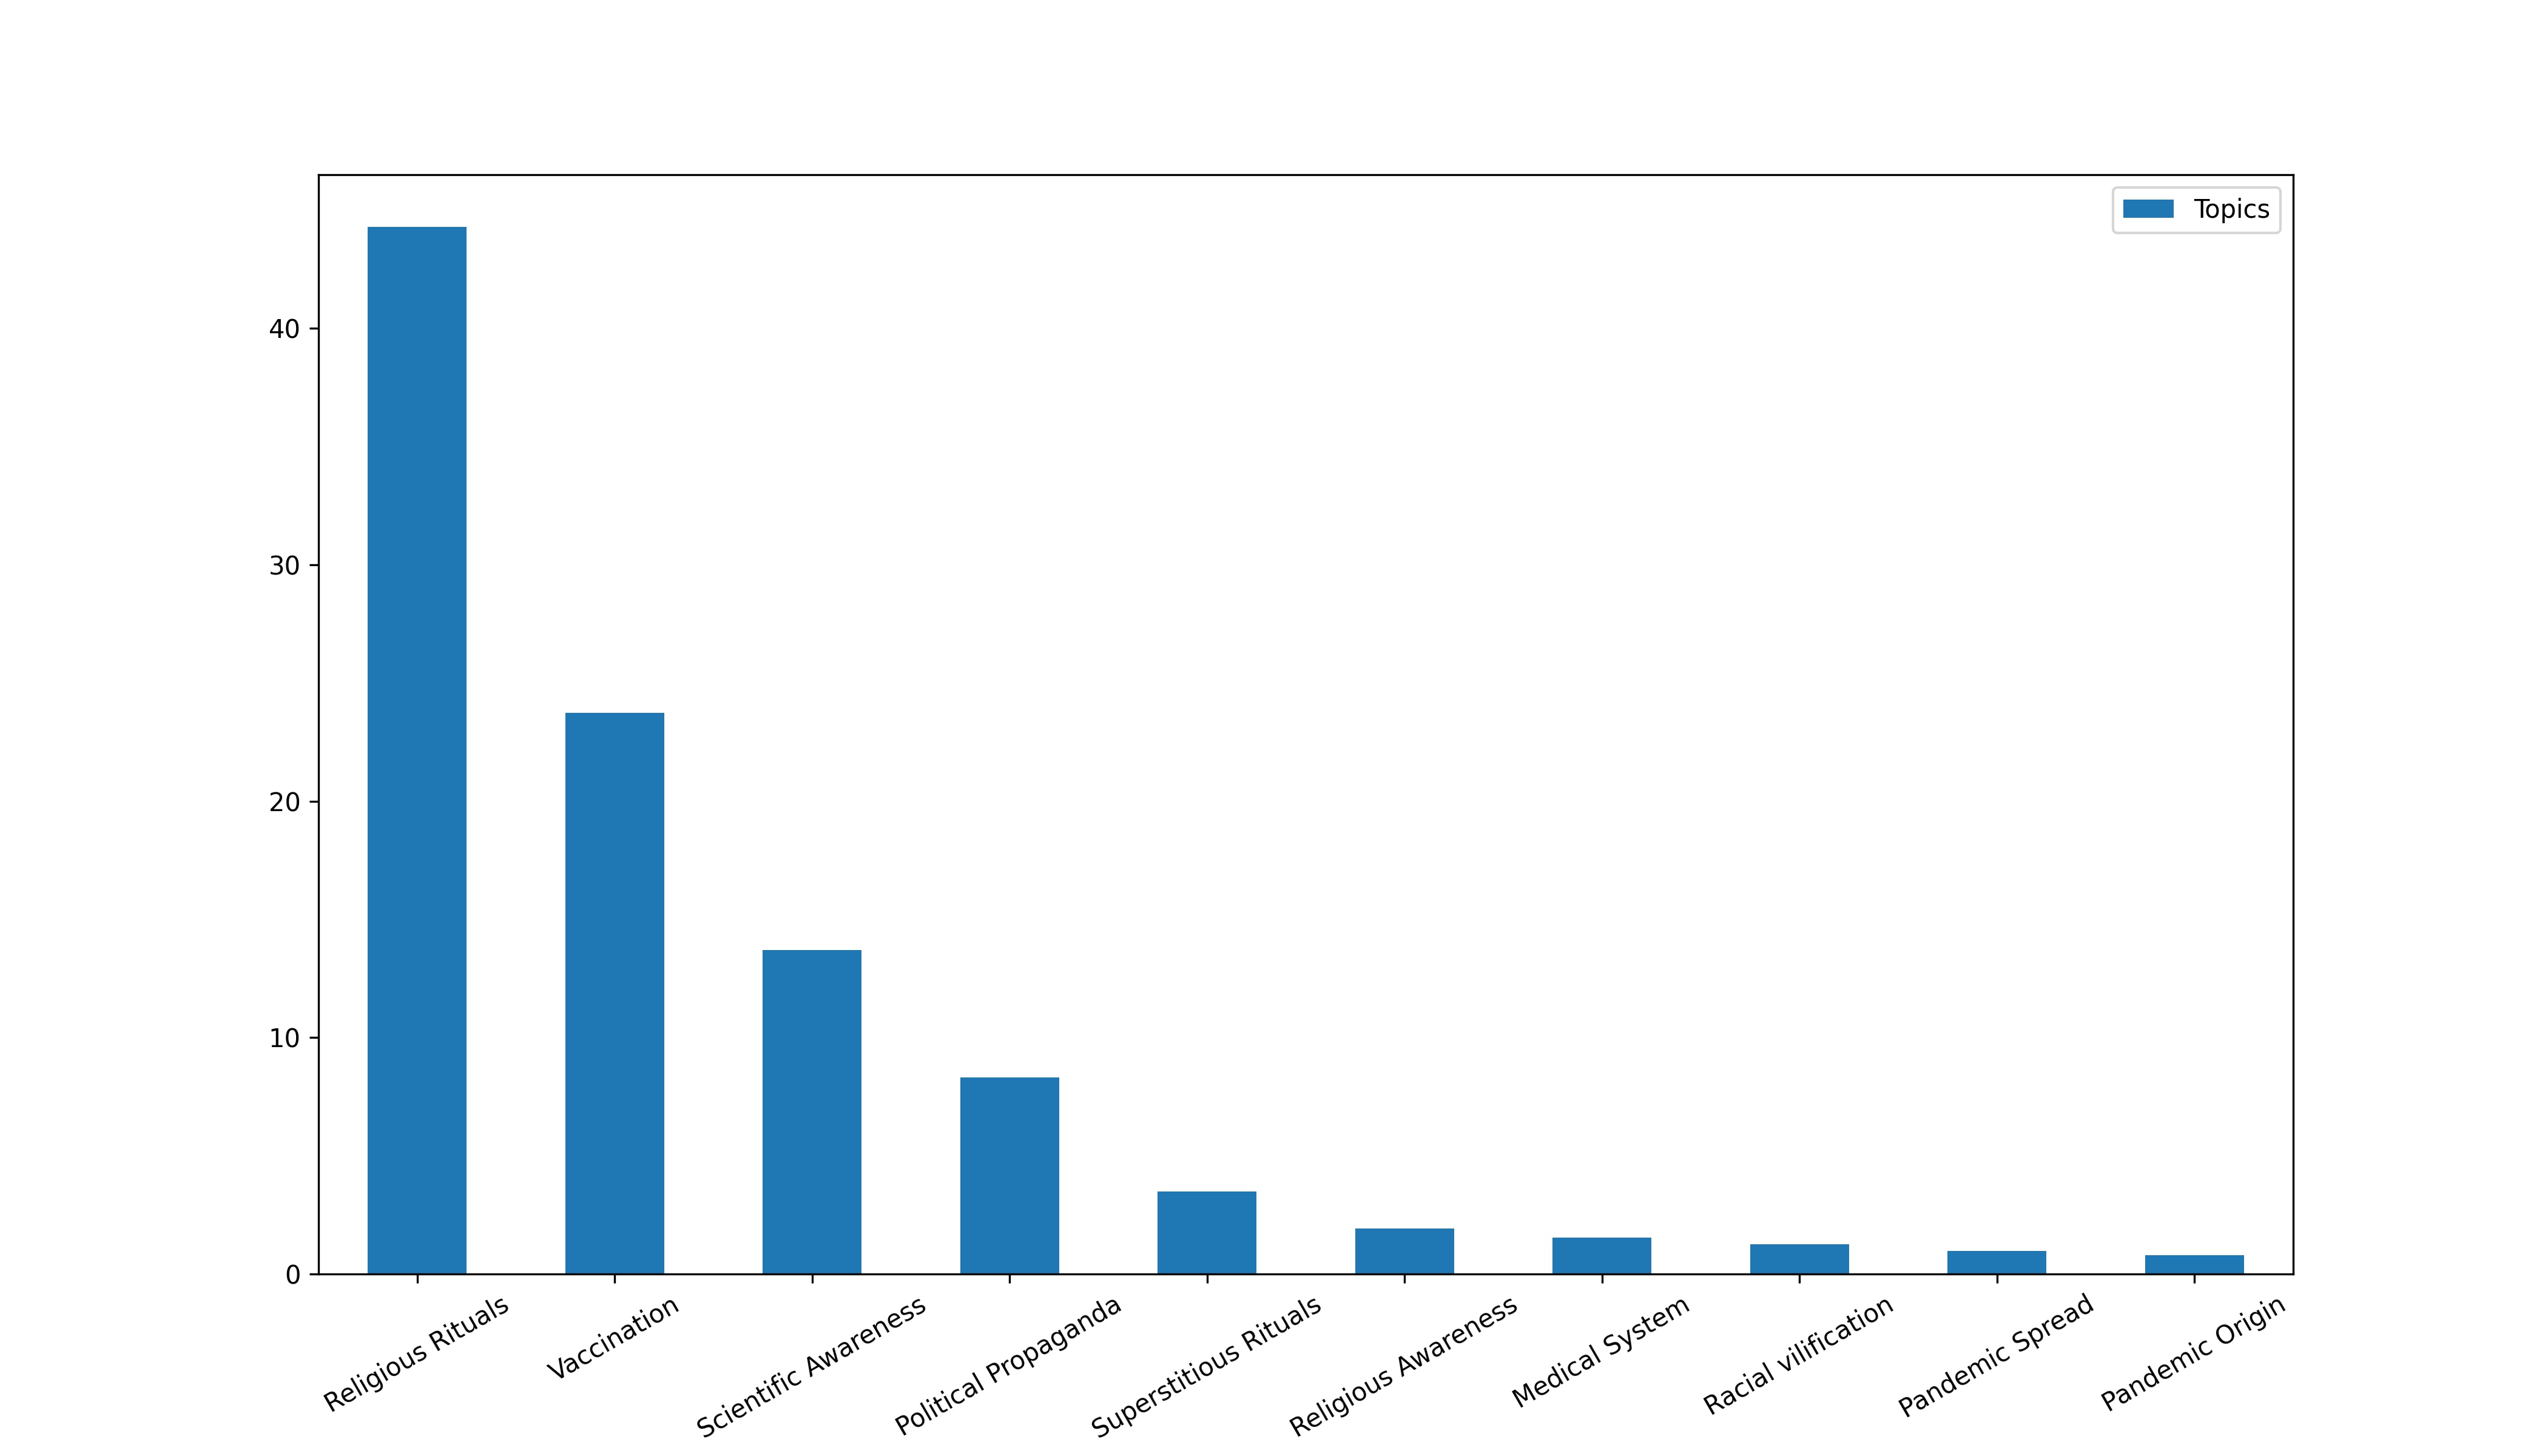 Topics
40
30
20
10
0
Religious Rituals
Vaccination
Scientific Awareness
Political Propaganda
Superstitious Rituals
Religious Awareness
Medical System
Racial vilification
Pandemic Spread
Pandemic Origin